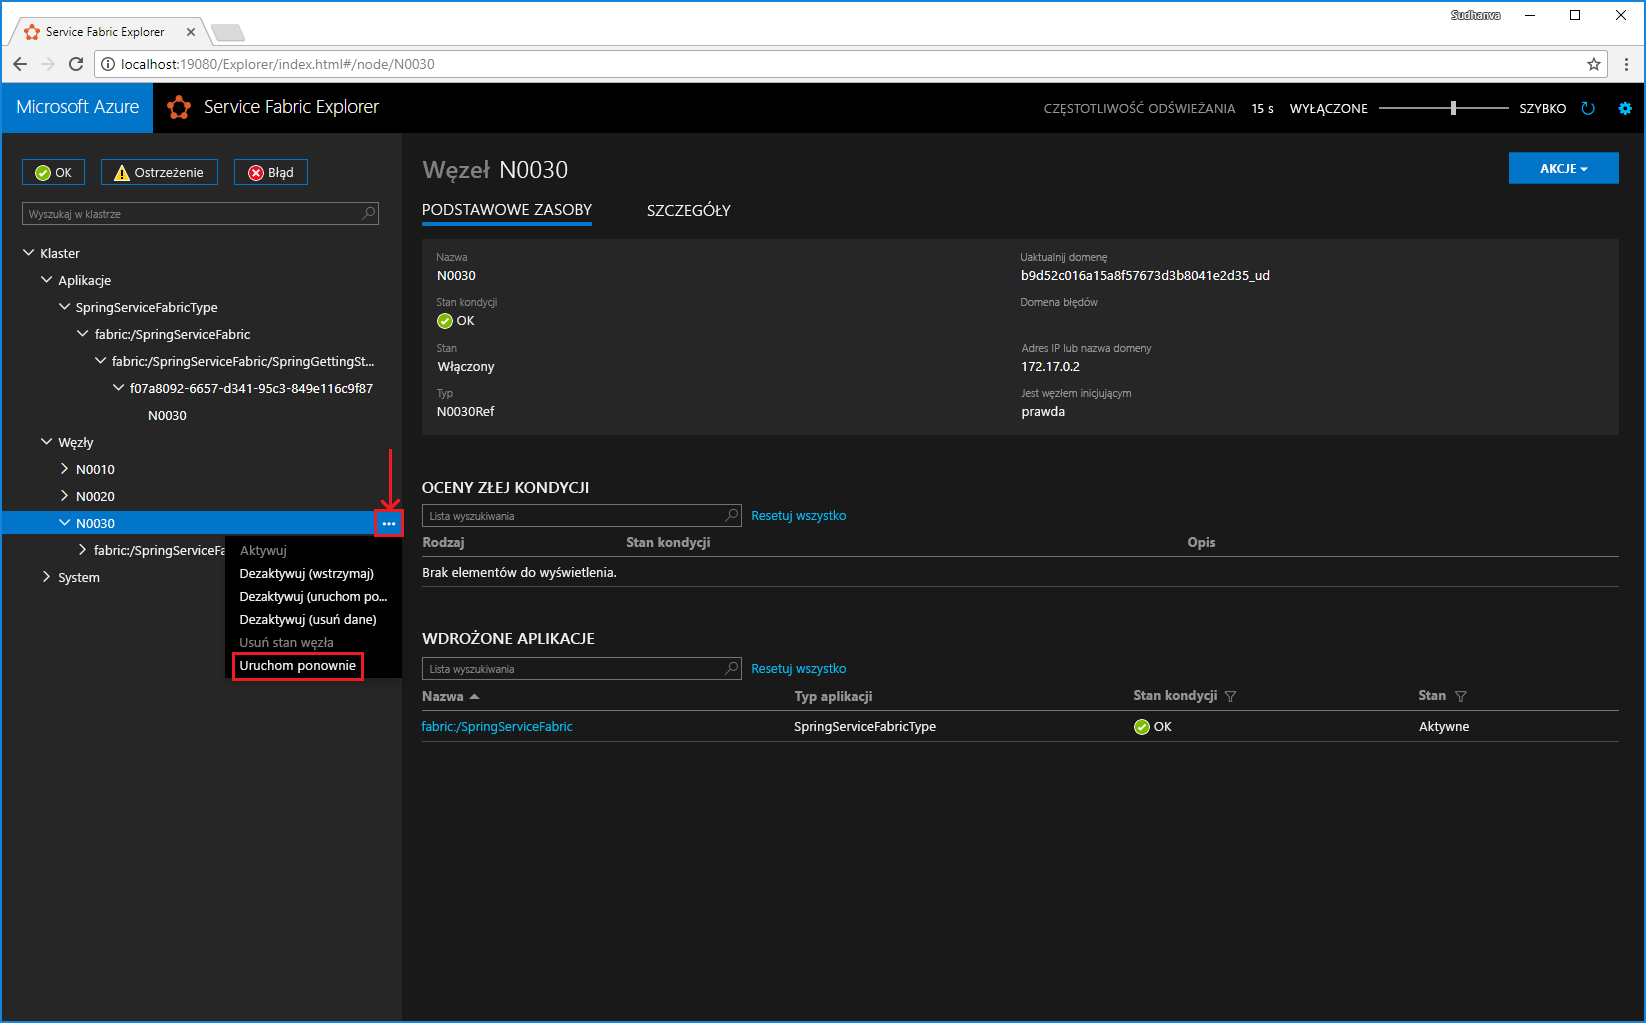 Sudhanva
Service Fabric Explorer
localhost:19080/Explorer/index.html#/node/N0030
Microsoft Azure
Service Fabric Explorer
CZĘSTOTLIWOŚĆ ODŚWIEŻANIA 15 s WYŁĄCZONE SZYBKO
OK
Ostrzeżenie
Błąd
Wyszukaj w klastrze
Klaster
Aplikacje
SpringServiceFabricType
fabric:/SpringServiceFabric
fabric:/SpringServiceFabric/SpringGettingSt...
f07a8092-6657-d341-95c3-849e116c9f87
N0030
Węzły
N0010
N0020
N0030
...
fabric:/SpringServiceFa
System
Aktywuj
Dezaktywuj (wstrzymaj)
Dezaktywuj (uruchom po...
Dezaktywuj (usuń dane)
Usuń stan węzła
Uruchom ponownie
Węzeł N0030
AKCJE
PODSTAWOWE ZASOBY
SZCZEGÓŁY
Nazwa
N0030
Stan kondycji
OK
Stan
Włączony
Typ
N0030Ref
Uaktualnij domenę
b9d52c016a15a8f57673d3b8041e2d35_ud
Domena błędów
Adres IP lub nazwa domeny
172.17.0.2
Jest węzłem inicjującym
prawda
OCENY ZŁEJ KONDYCJI
Lista wyszukiwania
Resetuj wszystko
Rodzaj Stan kondycji Opis
Brak elementów do wyświetlenia.
WDROŻONE APLIKACJE
Lista wyszukiwania
Resetuj wszystko
Nazwa Typ aplikacji Stan kondycji Stan
fabric:/SpringServiceFabric SpringServiceFabricType OK Aktywne